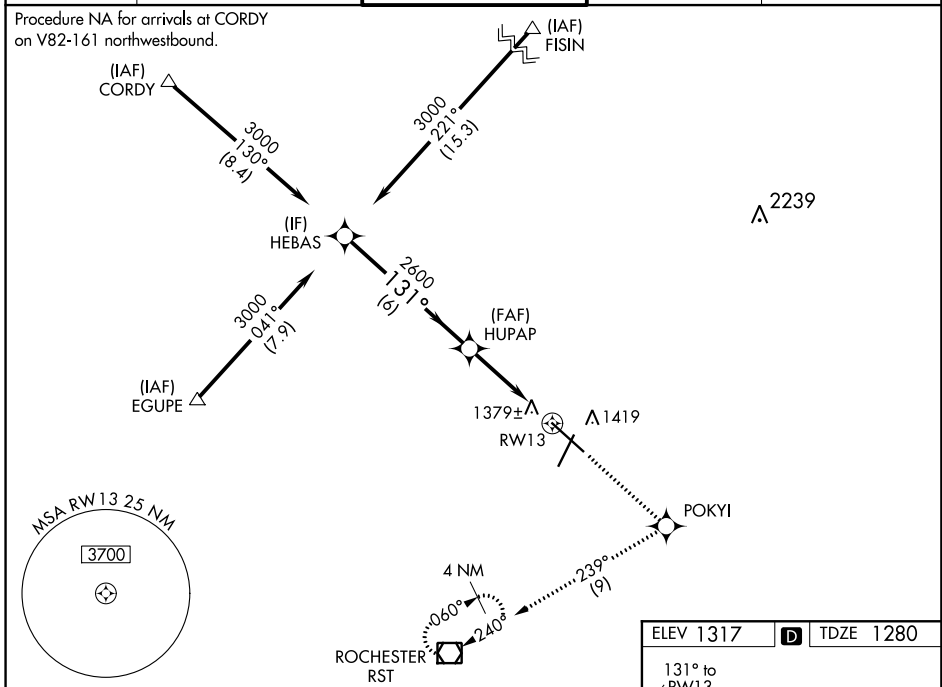 Procedure NA for arrivals at CORDY
on V82-161 northwestbound.
(IAF)
FISIN
(IAF)
CORDY
3000
130°
(8.4)
3000
221°
(15.3)
2239
(IF)
HEBAS
2600
131°
(6)
3000
041°
(7.9)
(FAF)
HUPAP
(IAF)
EGUPE
1379±
1419
RW13
MSA RW13 25 NM
3700
POKYI
4 NM
239°
(9)
060°
240°
ROCHESTER
RST
ELEV 1317 D TDZE 1280
131° to
RW13